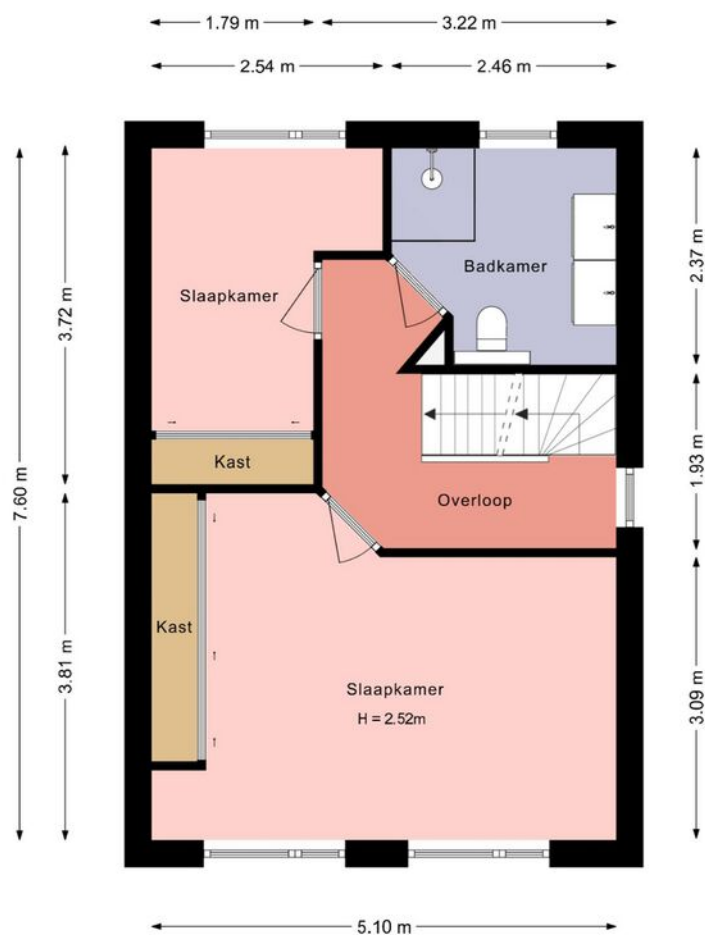 1.79 m
3.22 m
2.54 m
2.46 m
Slaapkamer
Badkamer
2.37 m
3.72 m
Kast
7.60 m
1.93 m
Overloop
Kast
3.81 m
Slaapkamer
H = 2.52m
3.09 m
5.10 m